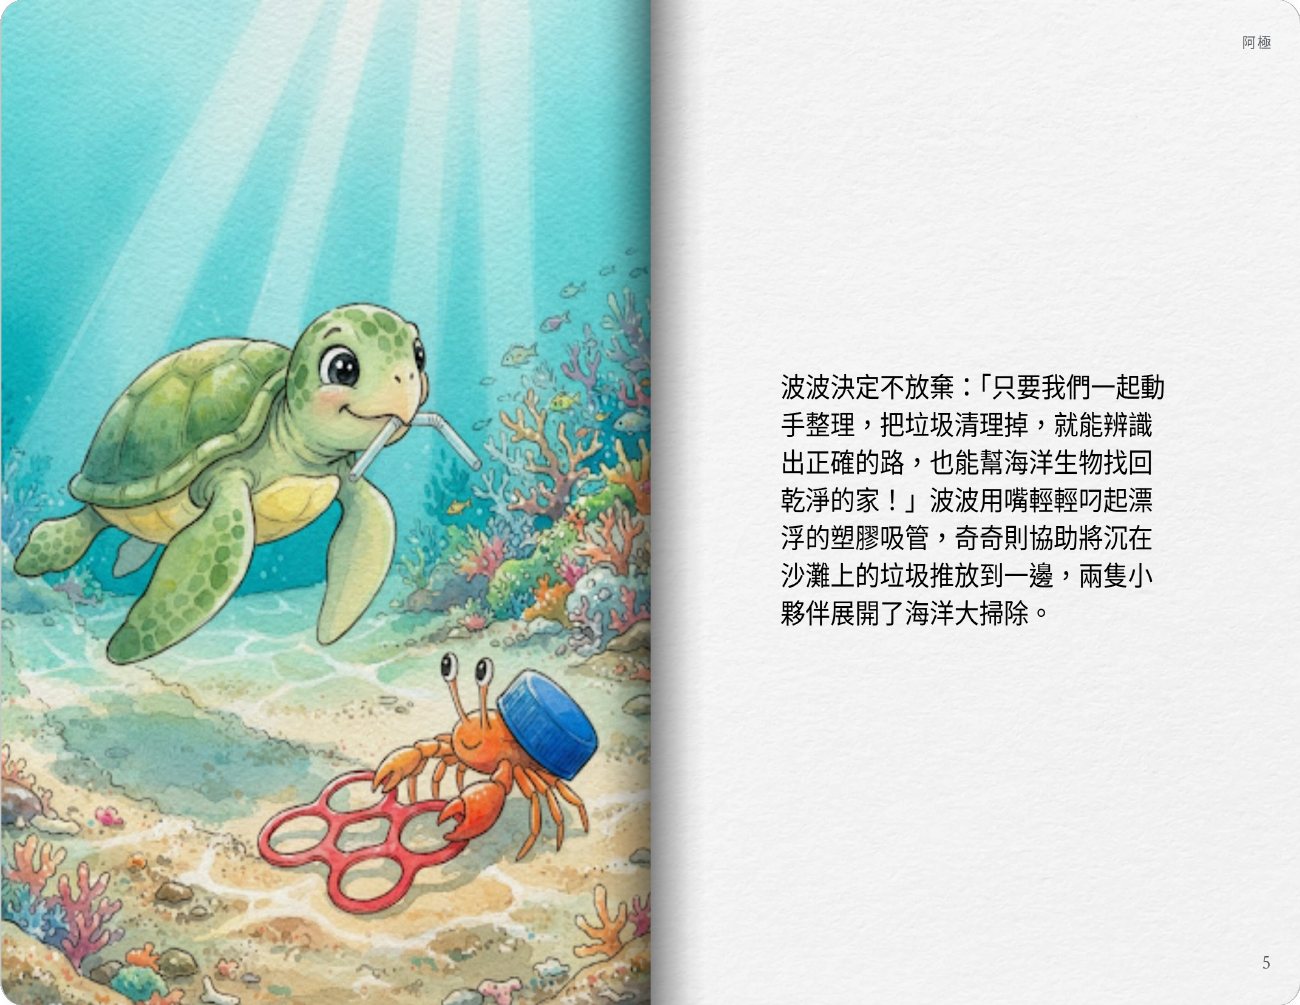 阿極
波波決定不放棄：「只要我們一起動
手整理，把垃圾清理掉，就能辨識
出正確的路，也能幫海洋生物找回
乾淨的家！」波波用嘴輕輕叼起漂
浮的塑膠吸管，奇奇則協助將沉在
沙灘上的垃圾推放到一邊，兩隻小
夥伴展開了海洋大掃除。
5